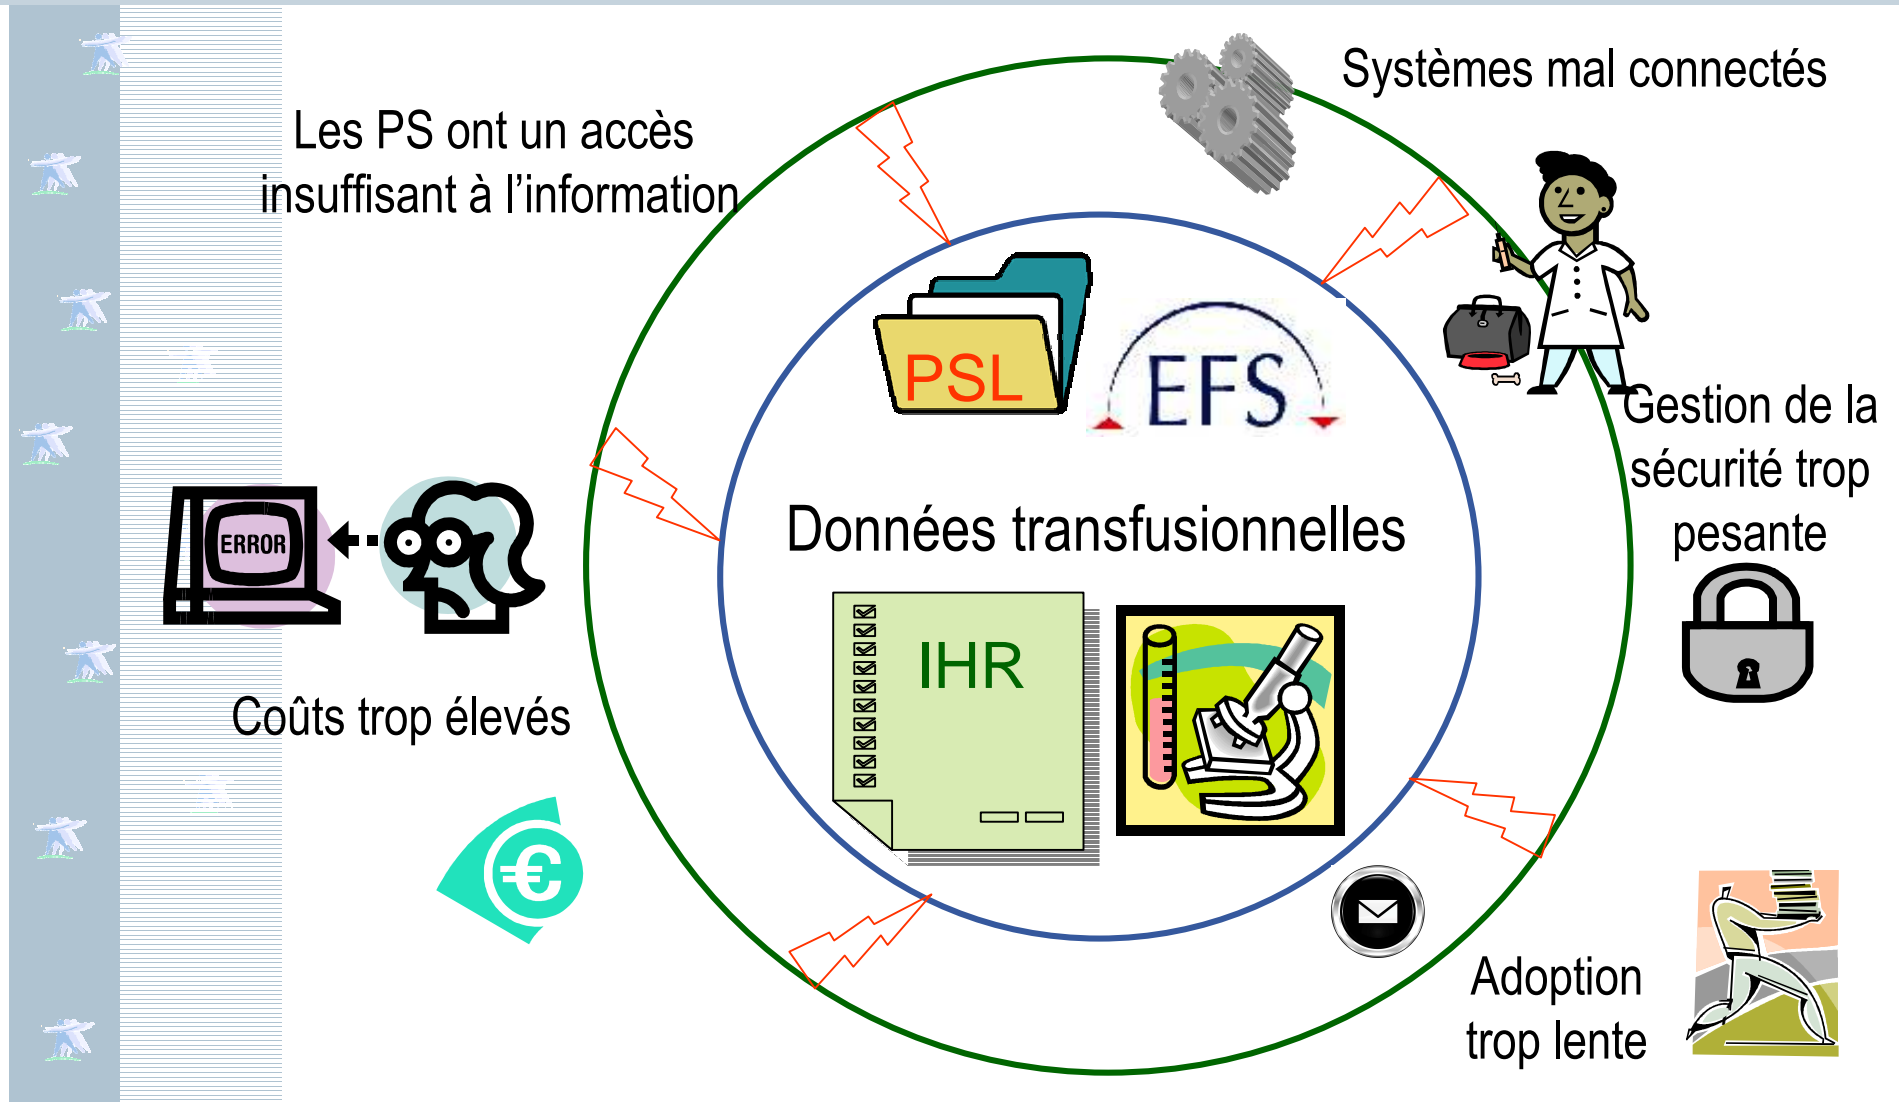 Systèmes mal connectés
Les PS ont un accès
insuffisant à l’information
PSL
EFS
Gestion de la
sécurité trop
pesante
Données transfusionnelles
ERROR
IHR
Coûts trop élevés
€
Adoption
trop lente